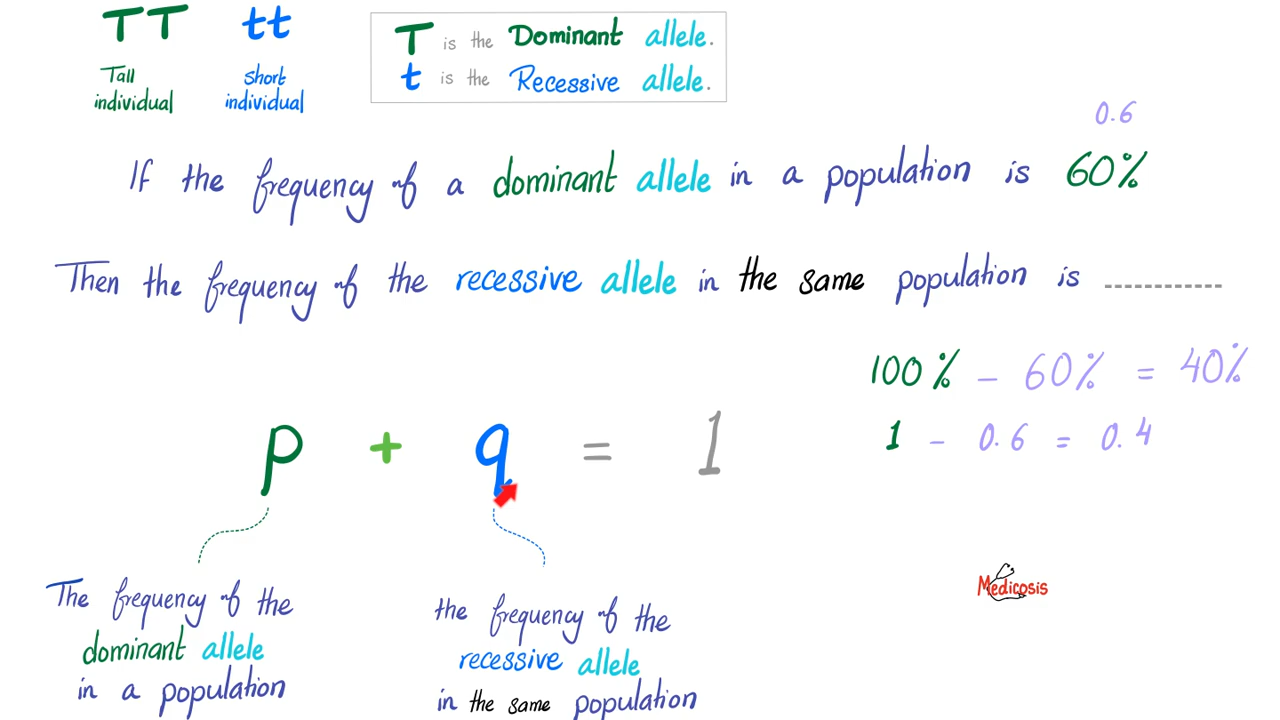 TT tt
Tall individual
short individual
T is the Dominant allele.
t is the Recessive allele.
0.6
If the frequency of a dominant allele in a population is 60%
Then the frequency of the recessive allele in the same population is ------------
100% - 60% = 40%
1 - 0.6 = 0.4
p + q = 1
The frequency of the
dominant allele
in a population
the frequency of the
recessive allele
in the same population
Medicosis